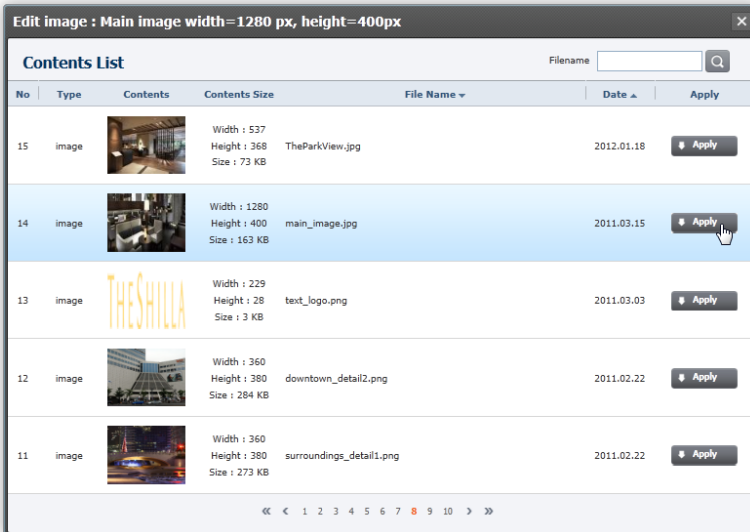 Edit image : Main image width=1280 px, height=400px
Contents List
Filename
No Type Contents Contents Size File Name Date Apply
Width : 537
15 image Height : 368 TheParkView.jpg 2012.01.18 Apply
Size : 73 KB
Width : 1280
14 image Height : 400 main_image.jpg 2011.03.15 Apply
Size : 163 KB
Width : 229
13 image THESHILLA Height : 28 text_logo.png 2011.03.03 Apply
Size : 3 KB
Width : 360
12 image Height : 380 downtown_detail2.png 2011.02.22 Apply
Size : 284 KB
Width : 360
11 image Height : 380 surroundings_detail1.png 2011.02.22 Apply
Size : 273 KB
« ‹ 1 2 3 4 5 6 7 8 9 10 › »